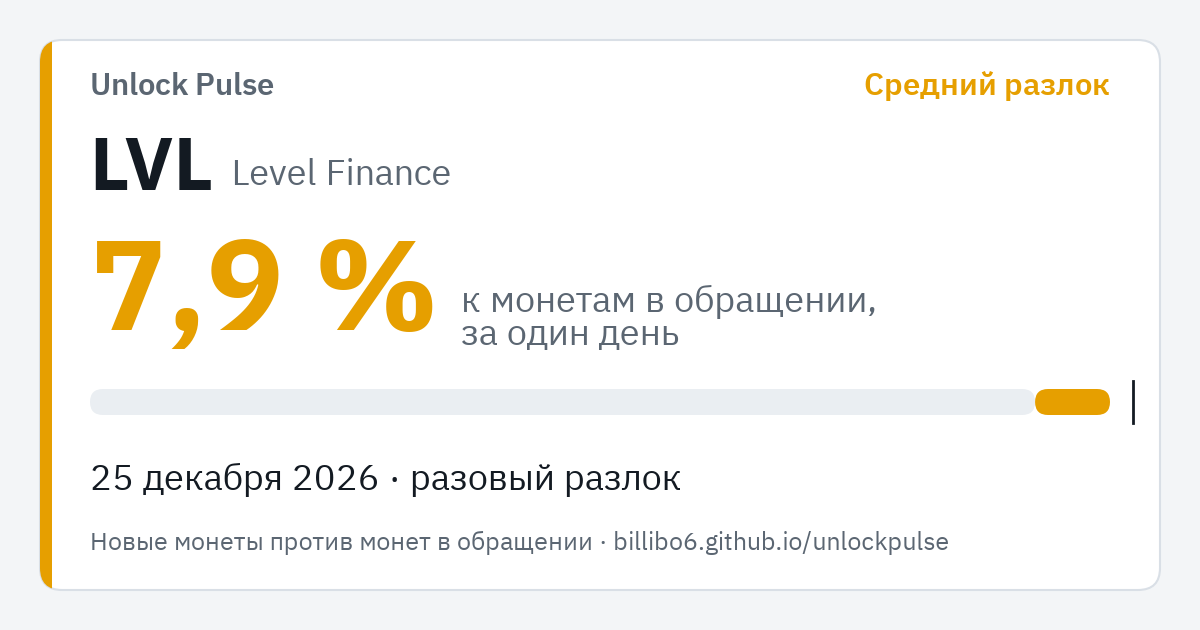 Unlock Pulse
Средний разлок
LVL Level Finance
7,9 % к монетам в обращении,
за один день
25 декабря 2026 · разовый разлок
Новые монеты против монет в обращении · billibo6.github.io/unlockpulse